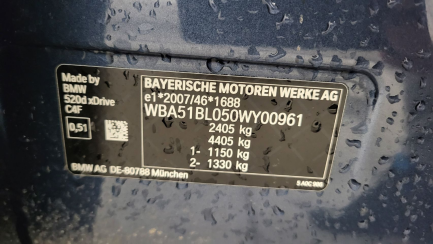 Made by
BMW
520d xDrive
C4F
0,51
BAYERISCHE MOTOREN WERKE AG
e1*2007/46*1688
WBA51BL050WY00961
2405 kg
4405 kg
1- 1150 kg
2- 1330 kg
BMW AG DE-80788 München